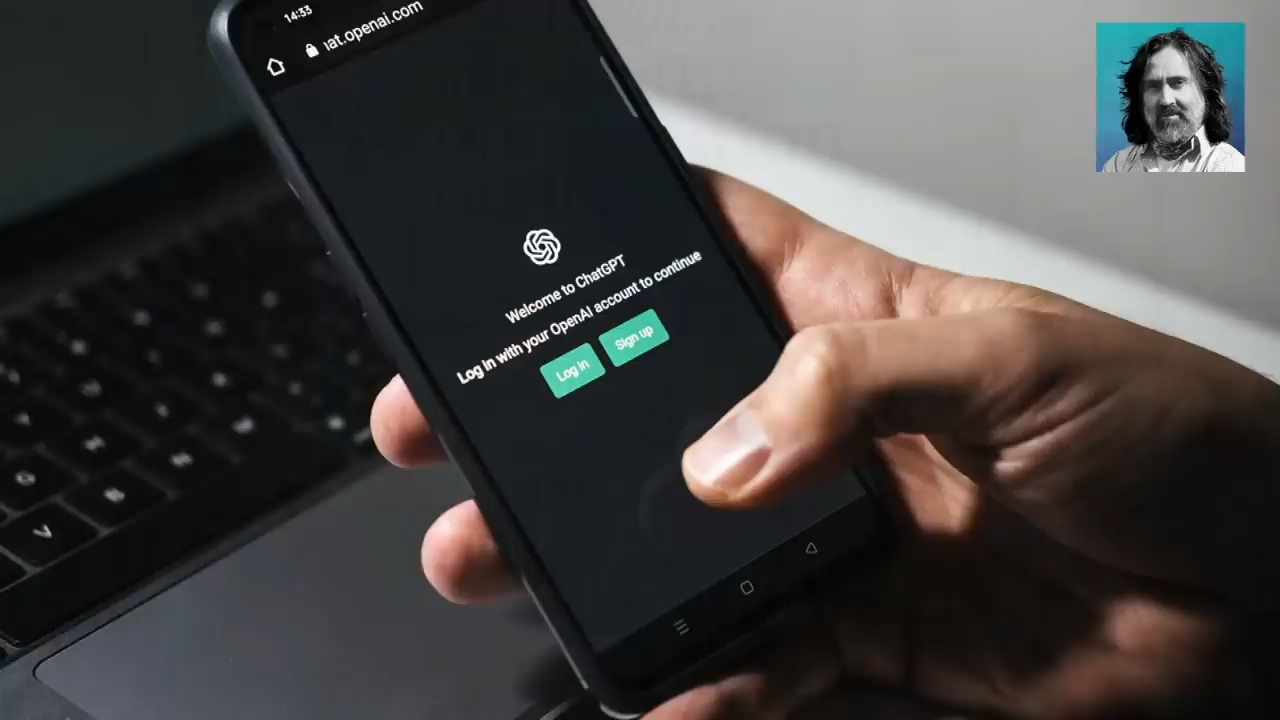 14:33
at.openai.com
Welcome to ChatGPT
Log in with your OpenAI account to continue
Log in
Sign up
V
B
N